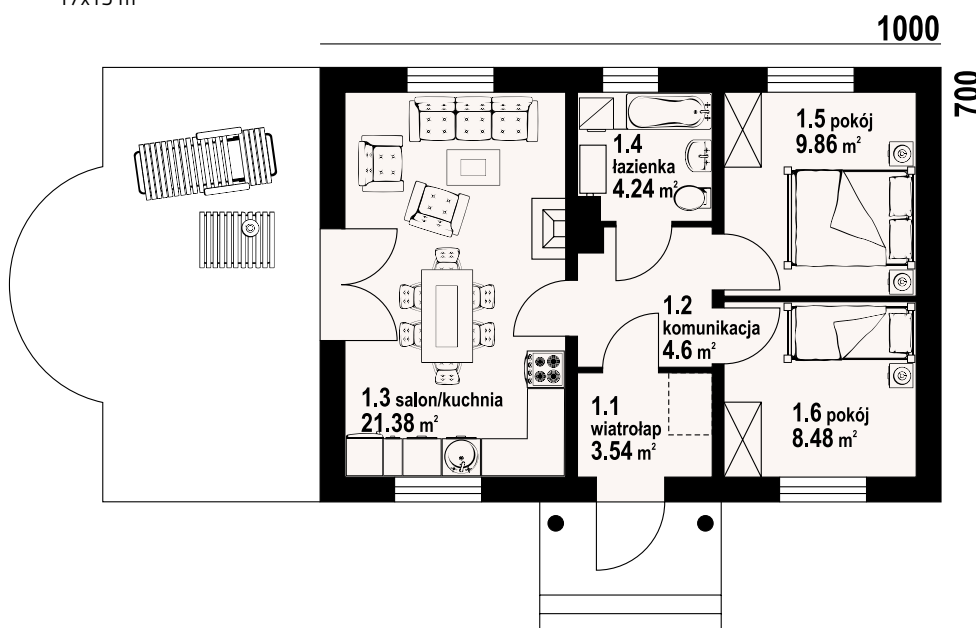 17x15 m
1000
700
1.5 pokój
9.86 m²
1.4
łazienka
4.24 m²
1.2
komunikacja
4.6 m²
1.3 salon/kuchnia
21.38 m²
1.1
wiatrołap
3.54 m²
1.6 pokój
8.48 m²